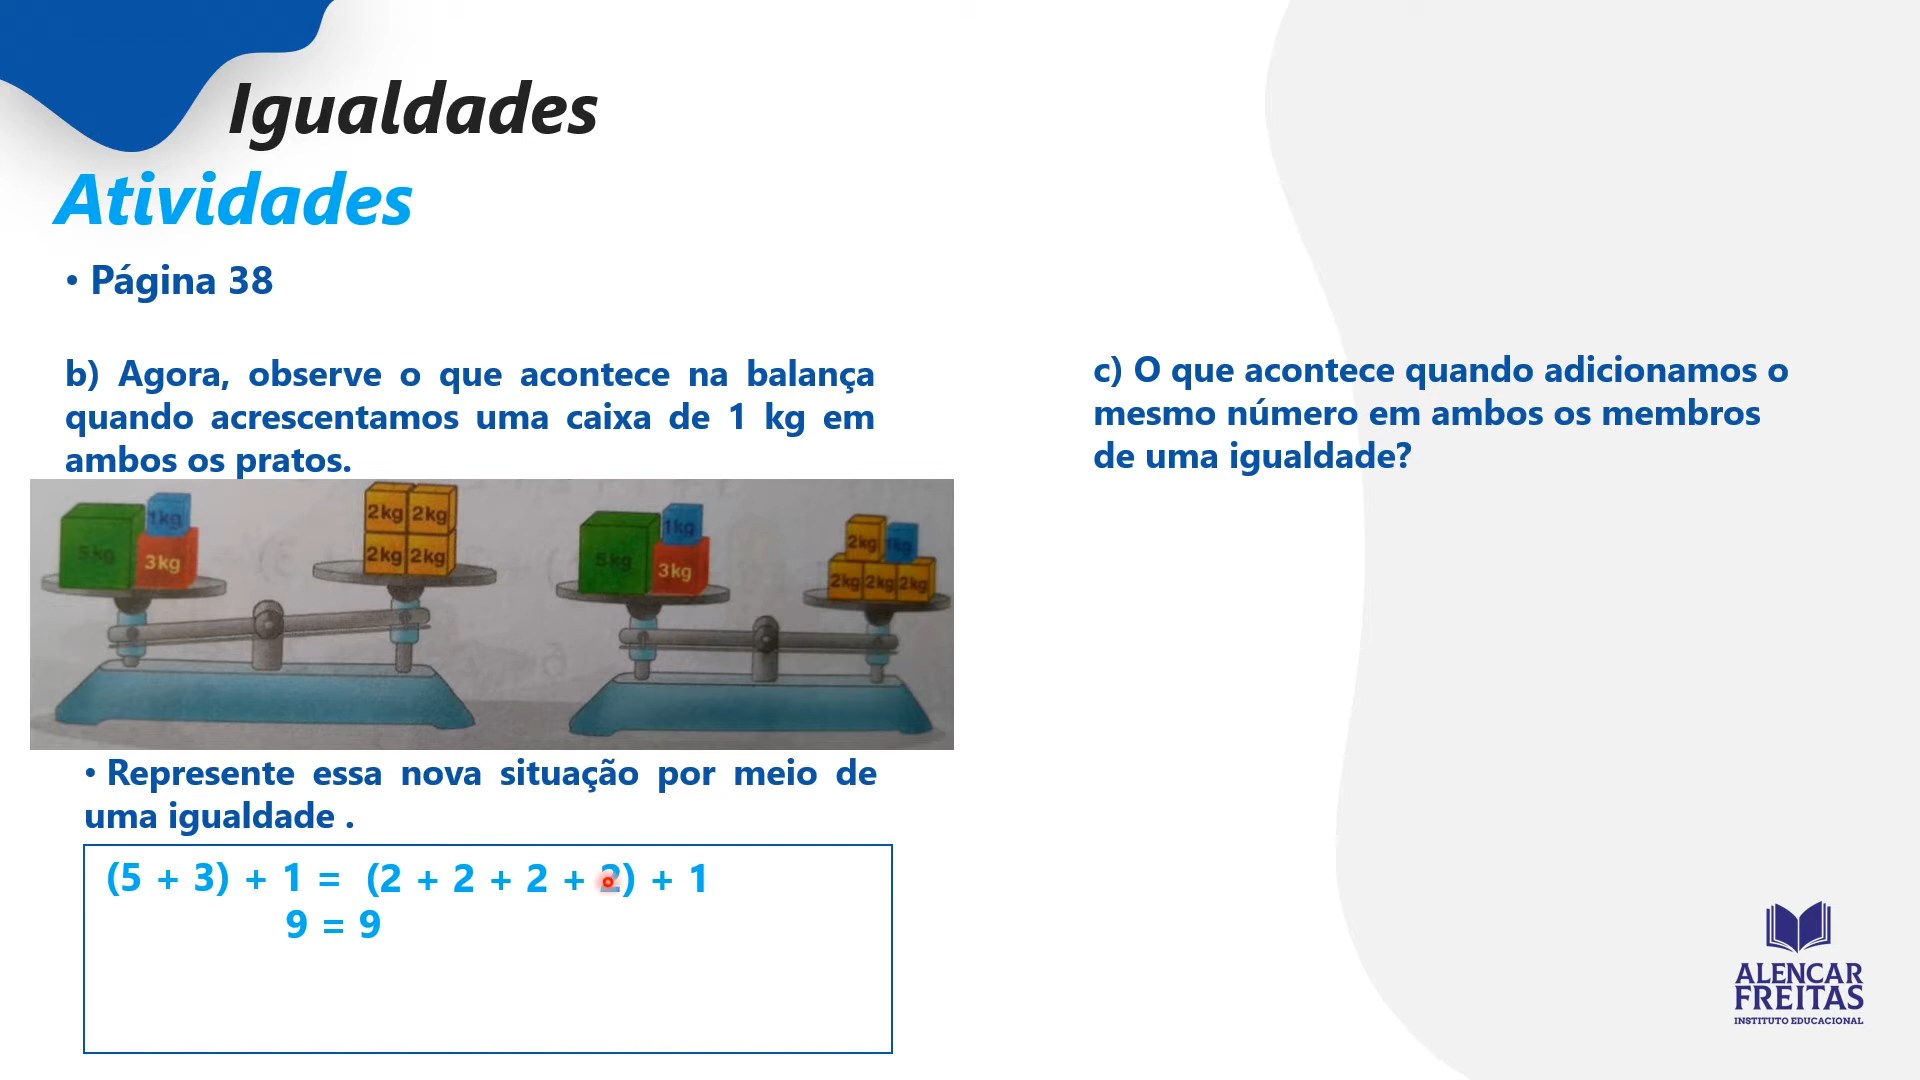 Igualdades
Atividades
• Página 38
b) Agora, observe o que acontece na balança
quando acrescentamos uma caixa de 1 kg em
ambos os pratos.
5kg
1kg
3kg
2kg 2kg
2kg 2kg
5kg
1kg
3kg
2kg 1kg
2kg 2kg 2kg
• Represente essa nova situação por meio de
uma igualdade .
(5 + 3) + 1 = (2 + 2 + 2 + 2) + 1
9 = 9
c) O que acontece quando adicionamos o
mesmo número em ambos os membros
de uma igualdade?
ALENCAR
FREITAS
INSTITUTO EDUCACIONAL